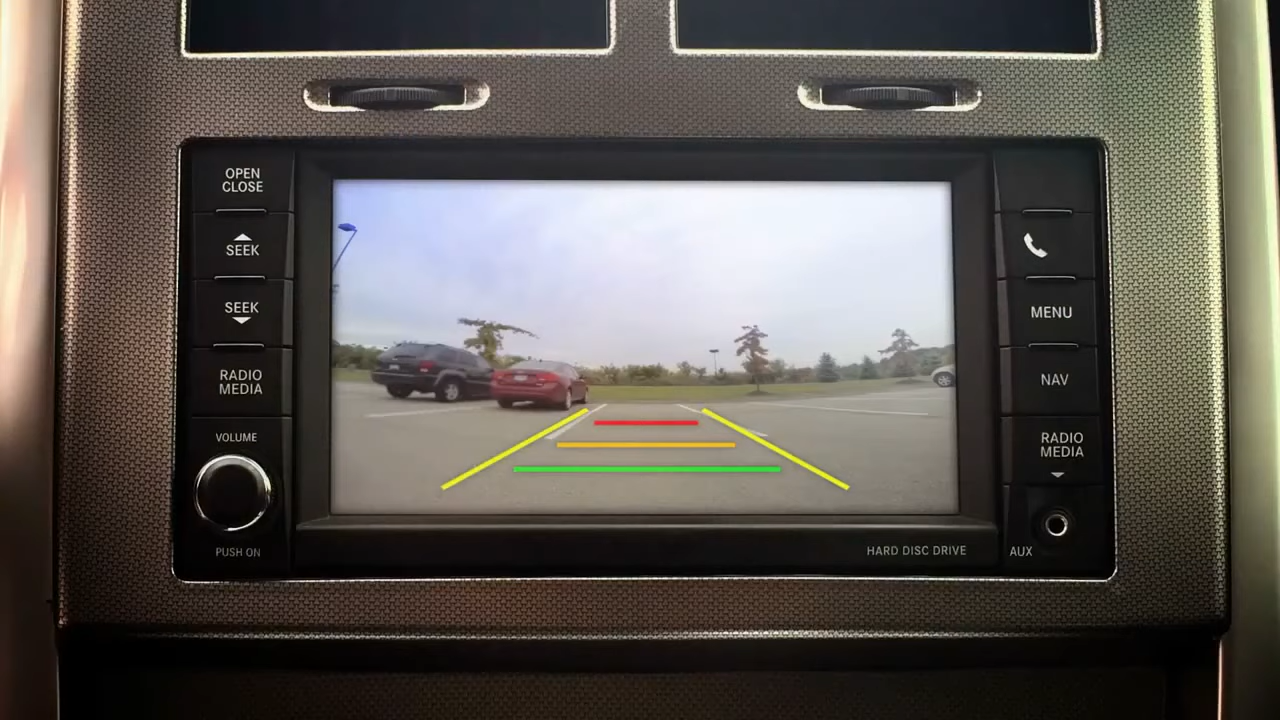 OPEN
CLOSE
SEEK
SEEK
RADIO
MEDIA
VOLUME
PUSH ON
MENU
NAV
RADIO
MEDIA
AUX
HARD DISC DRIVE